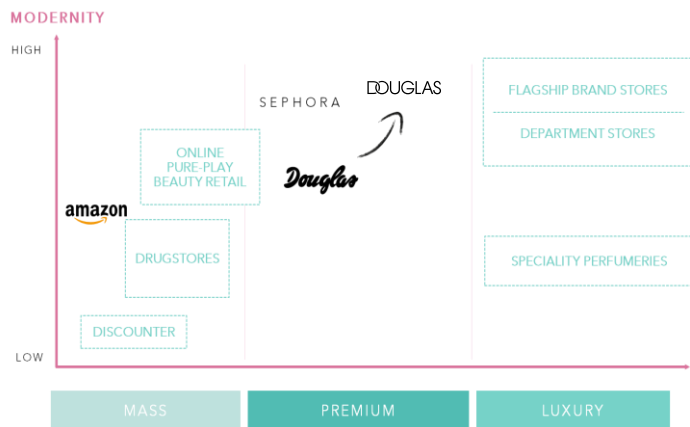 MODERNITY
HIGH
DOUGLAS
FLAGSHIP BRAND STORES
SEPHORA
DEPARTMENT STORES
ONLINE
PURE-PLAY
BEAUTY RETAIL
Douglas
amazon
DRUGSTORES
SPECIALITY PERFUMERIES
DISCOUNTER
LOW
MASS
PREMIUM
LUXURY